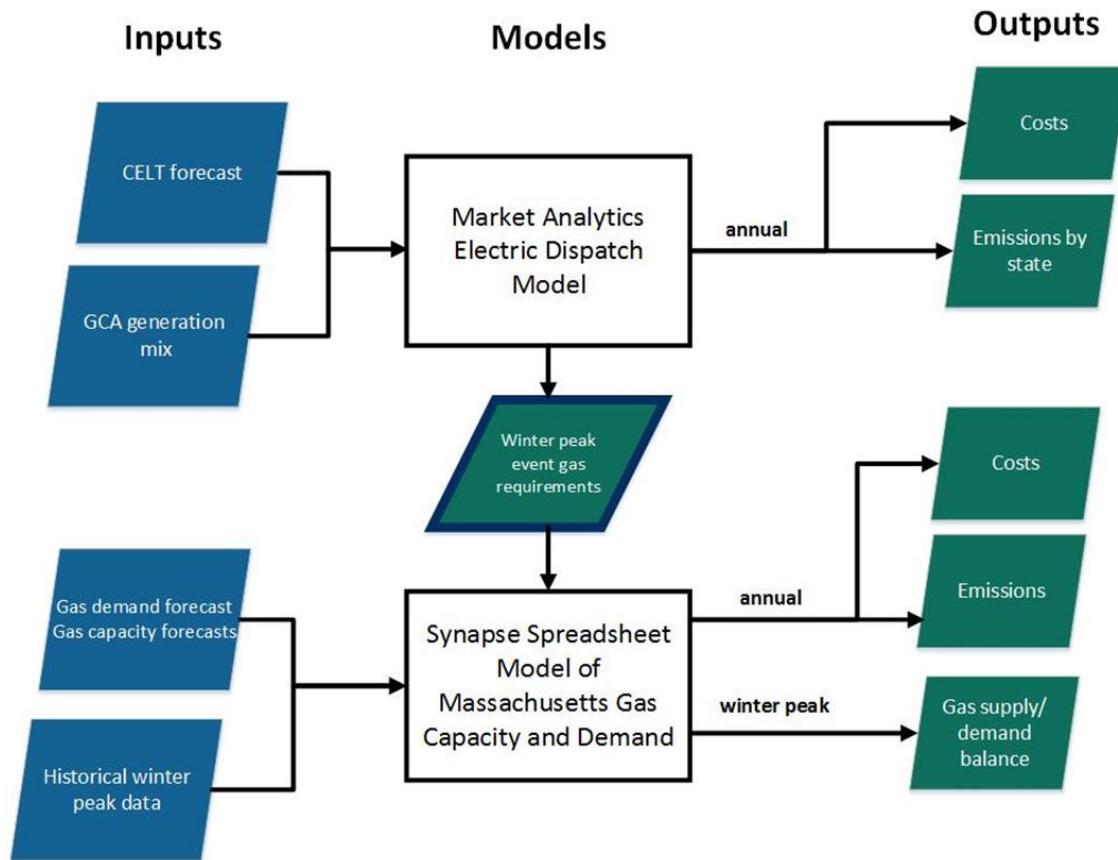 Inputs
Models
Outputs
CELT forecast
GCA generation
mix
Market Analytics
Electric Dispatch
Model
annual
Costs
Emissions by
state
Winter peak
event gas
requirements
Gas demand forecast
Gas capacity forecasts
Historical winter
peak data
Synapse Spreadsheet
Model of
Massachusetts Gas
Capacity and Demand
annual
winter peak
Costs
Emissions
Gas supply/
demand
balance